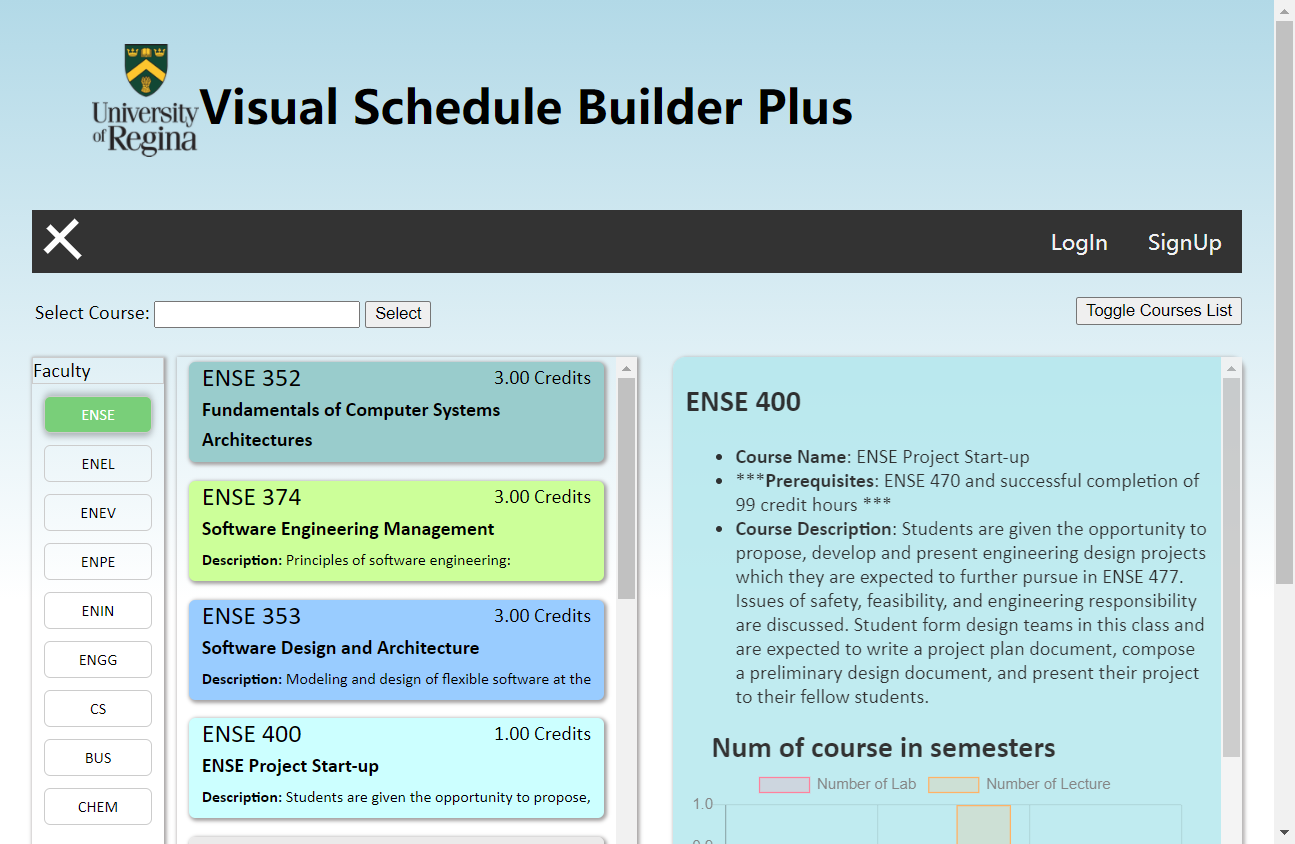 University
of Regina
Visual Schedule Builder Plus
LogIn
SignUp
Select Course:
Select
Toggle Courses List
Faculty
ENSE
ENEL
ENEV
ENPE
ENIN
ENGG
CS
BUS
CHEM
ENSE 352
3.00 Credits
Fundamentals of Computer Systems
Architectures
ENSE 374
3.00 Credits
Software Engineering Management
Description: Principles of software engineering:
ENSE 353
3.00 Credits
Software Design and Architecture
Description: Modeling and design of flexible software at the
ENSE 400
1.00 Credits
ENSE Project Start-up
Description: Students are given the opportunity to propose,
ENSE 400
• Course Name: ENSE Project Start-up
• ***Prerequisites: ENSE 470 and successful completion of
99 credit hours ***
• Course Description: Students are given the opportunity to
propose, develop and present engineering design projects
which they are expected to further pursue in ENSE 477.
Issues of safety, feasibility, and engineering responsibility
are discussed. Student form design teams in this class and
are expected to write a project plan document, compose
a preliminary design document, and present their project
to their fellow students.
Num of course in semesters
Number of Lab
Number of Lecture
1.0